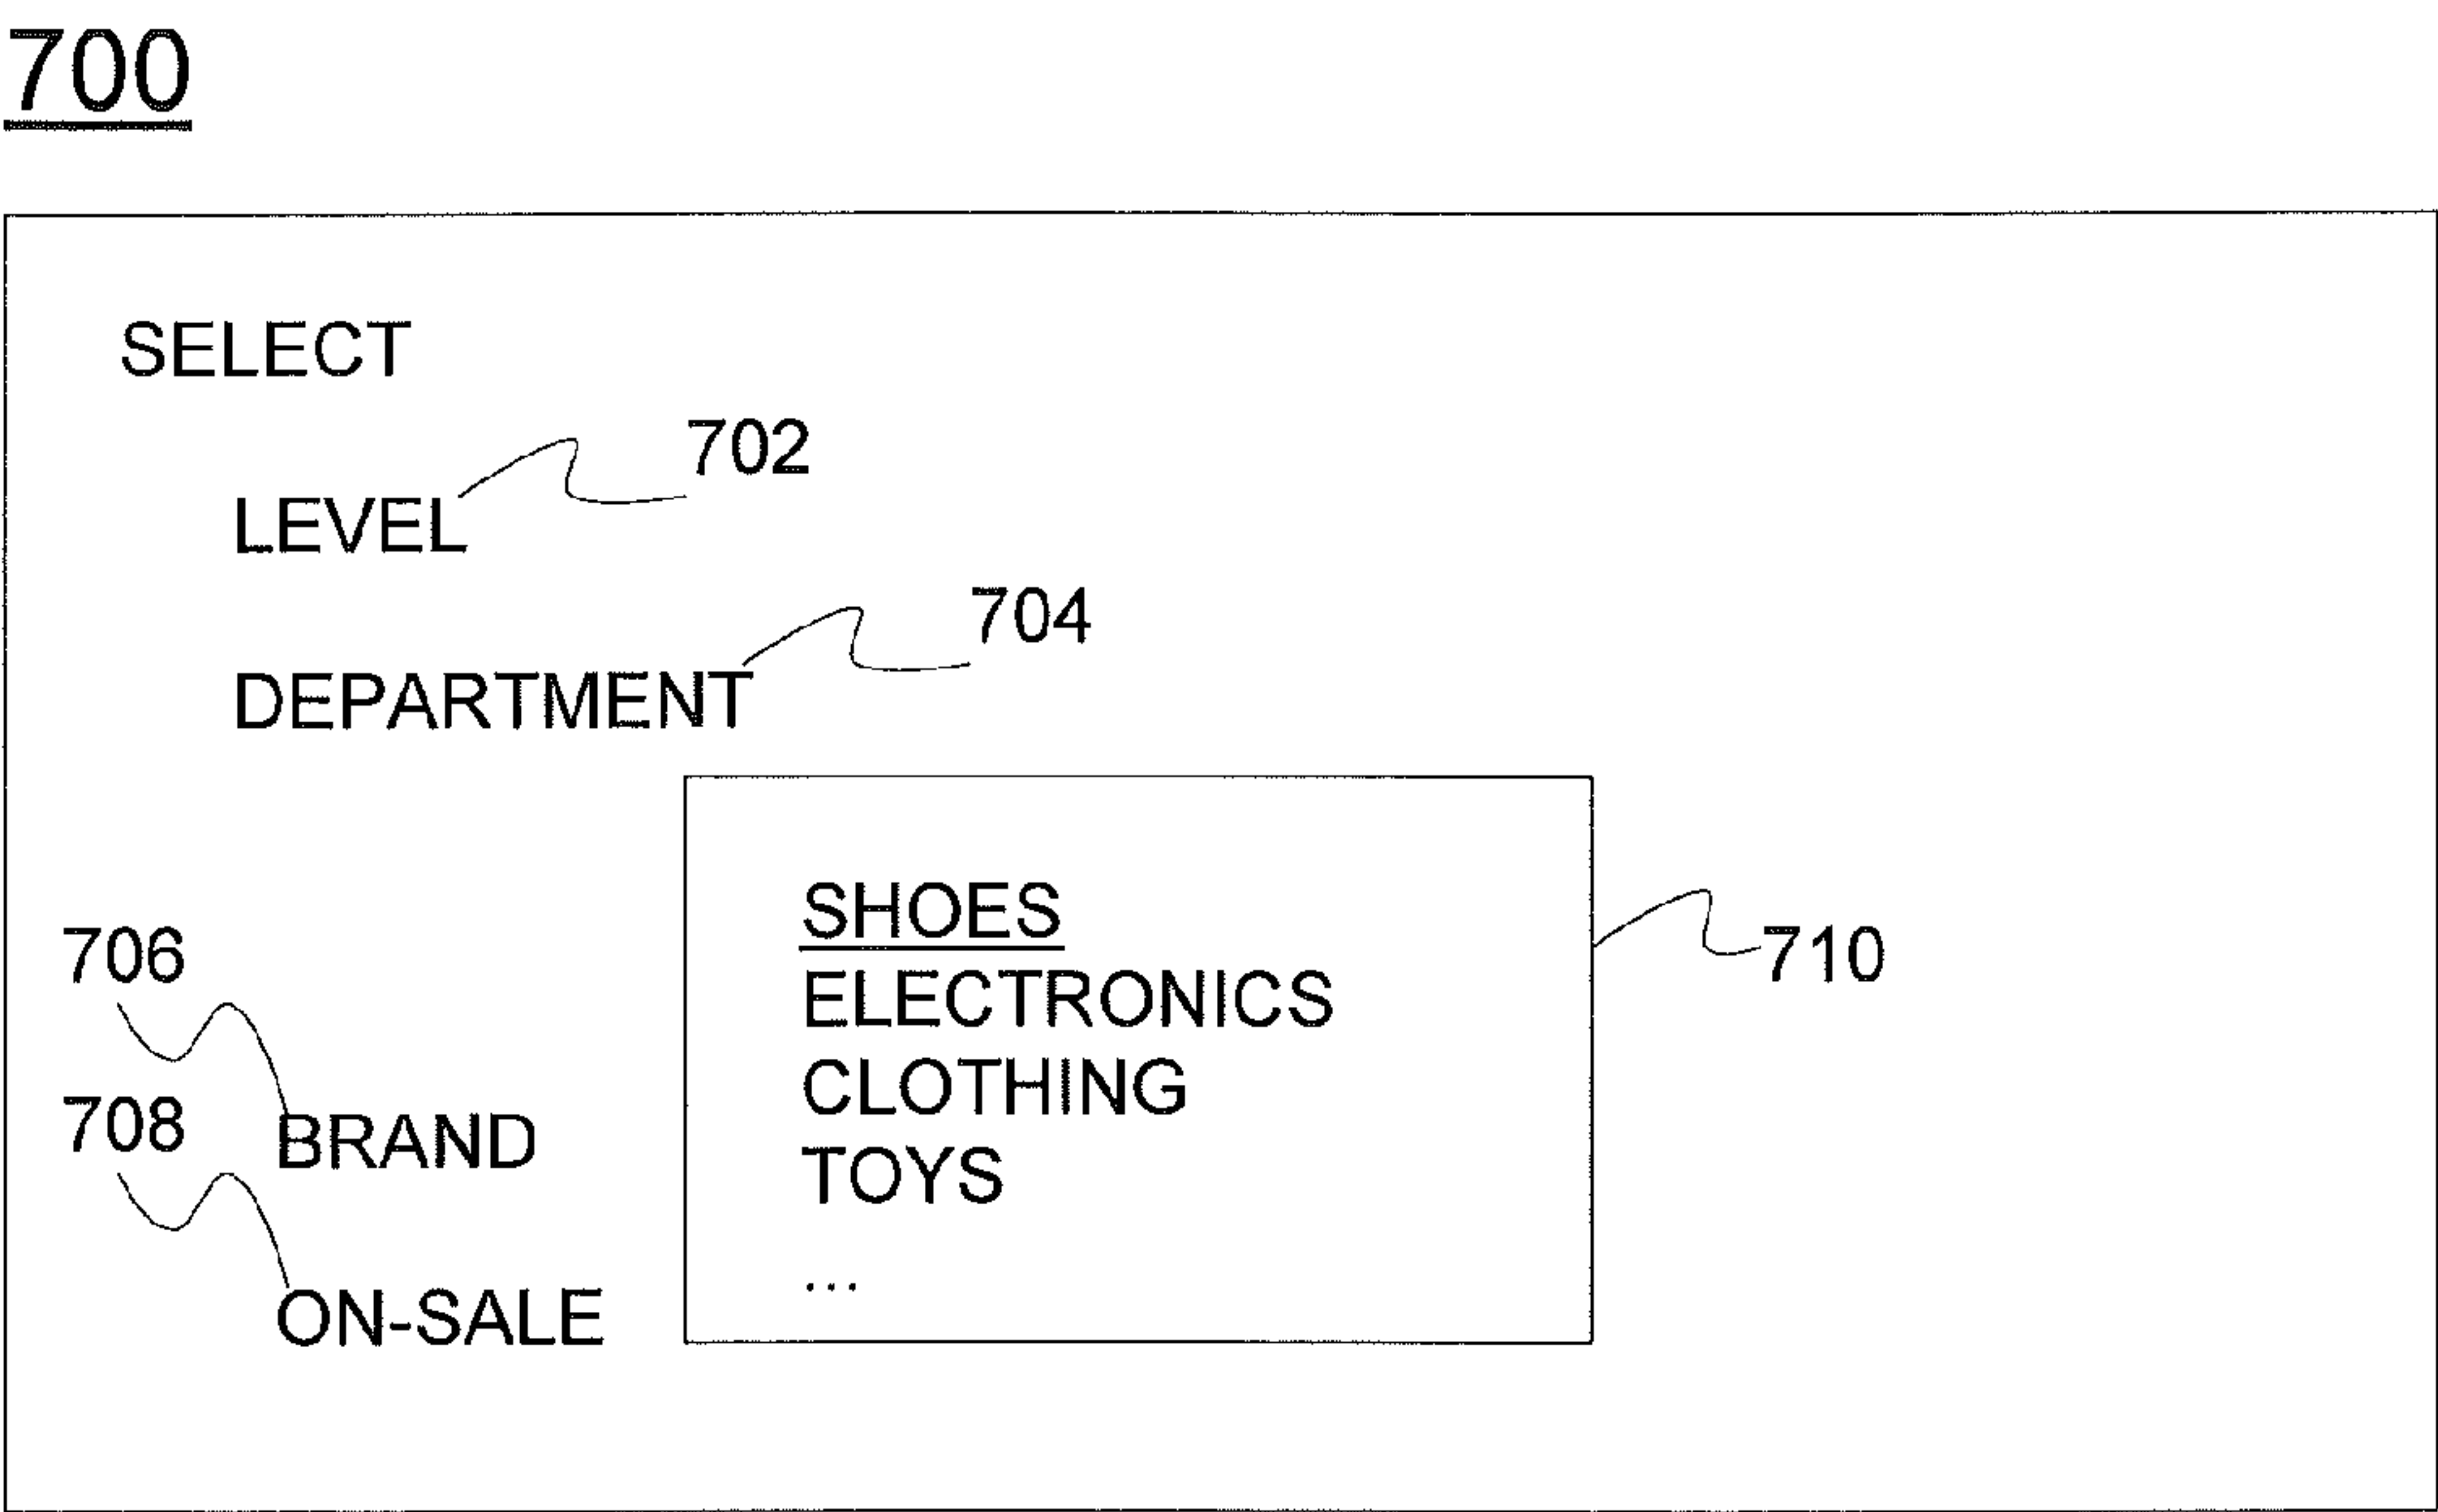 700
SELECT
702
LEVEL
704
DEPARTMENT
SHOES
706
710
ELECTRONICS
CLOTHING
708
BRAND
TOYS
...
ON-SALE